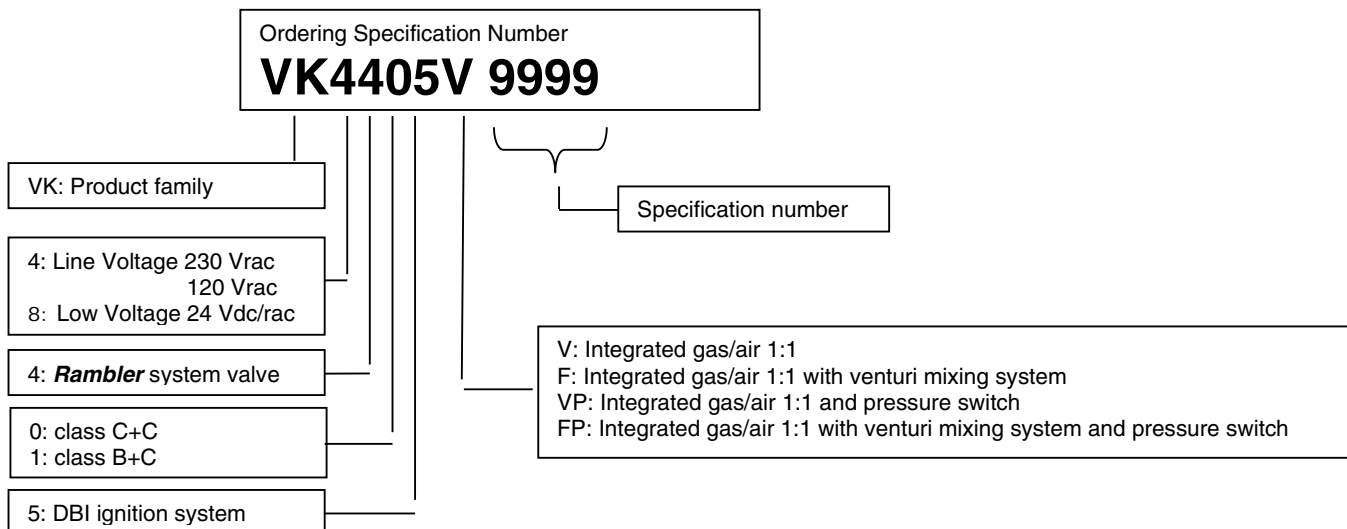 Ordering Specification Number
VK4405V 9999
VK: Product family
Specification number
4: Line Voltage 230 Vrac
120 Vrac
8: Low Voltage 24 Vdc/rac
4: Rambler system valve
0: class C+C
1: class B+C
5: DBI ignition system
V: Integrated gas/air 1:1
F: Integrated gas/air 1:1 with venturi mixing system
VP: Integrated gas/air 1:1 and pressure switch
FP: Integrated gas/air 1:1 with venturi mixing system and pressure switch